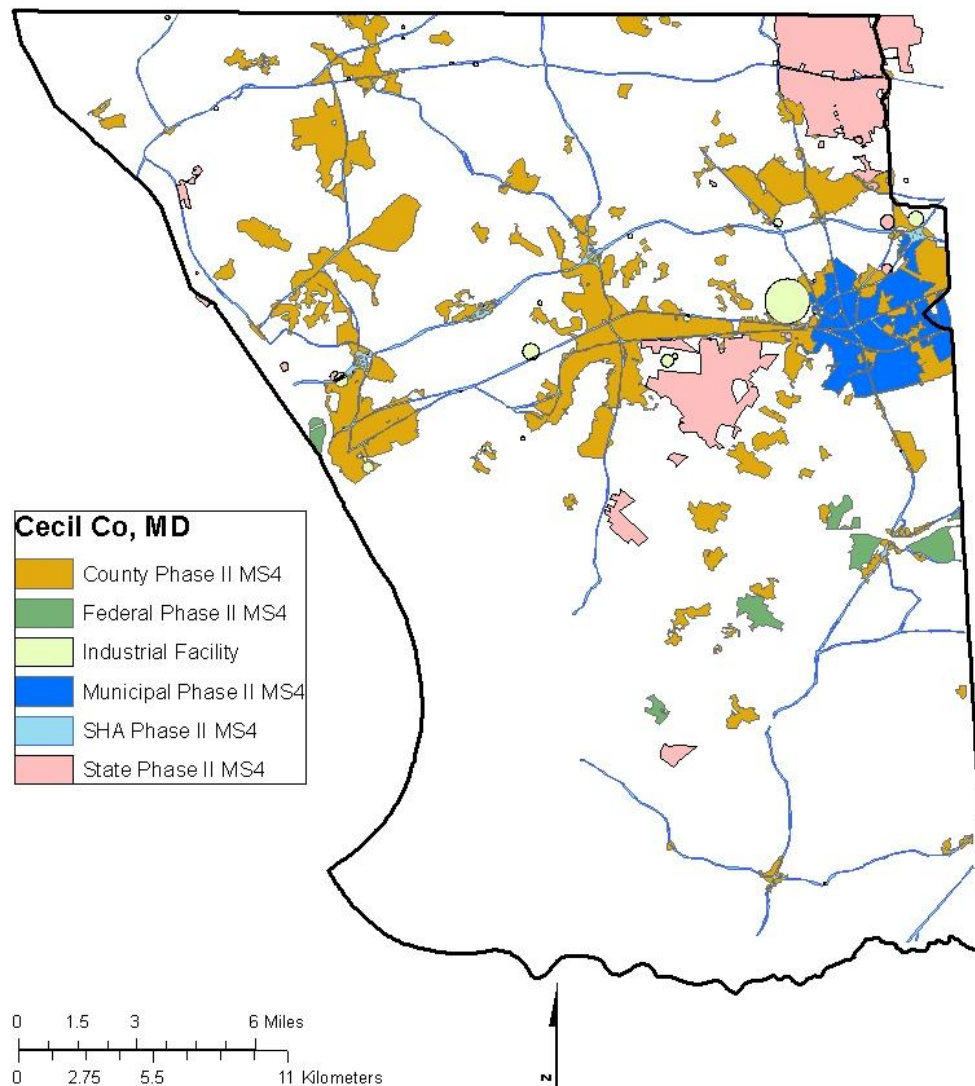 Cecil Co, MD
County Phase II MS4
Federal Phase II MS4
Industrial Facility
Municipal Phase II MS4
SHA Phase II MS4
State Phase II MS4
0 1.5 3 6 Miles
0 2.75 5.5 11 Kilometers
N